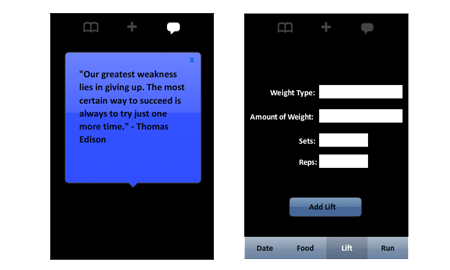 X
"Our greatest weakness
lies in giving up. The most
certain way to succeed is
always to try just one
more time." - Thomas
Edison
Weight Type:
Amount of Weight:
Sets:
Reps:
Add Lift
Date Food Lift Run